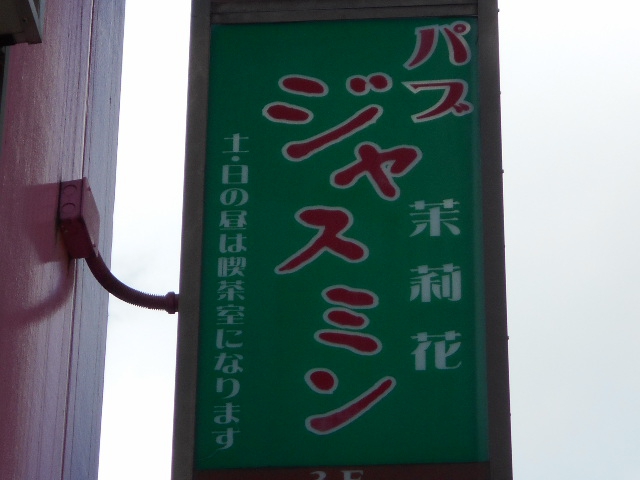 パブ
ジャスミン
茉莉花
土・日の昼は喫茶室になります